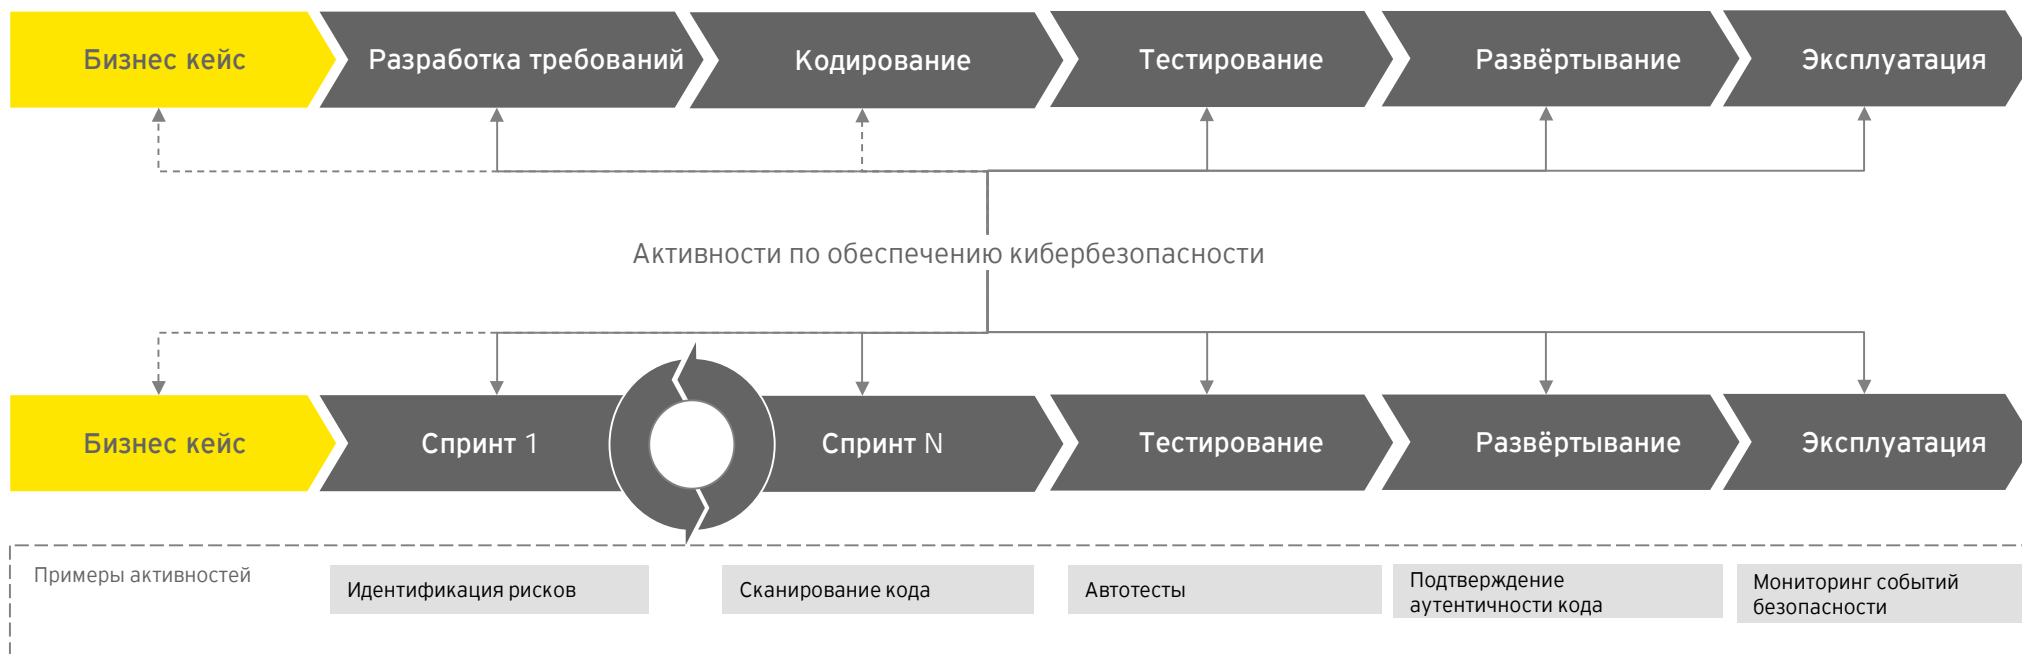 Бизнес кейс
Разработка требований
Кодирование
Тестирование
Развёртывание
Эксплуатация
Активности по обеспечению кибербезопасности
Бизнес кейс
Спринт 1
Спринт N
Тестирование
Развёртывание
Эксплуатация
Примеры активностей
Идентификация рисков
Сканирование кода
Автотесты
Подтверждение
аутентичности кода
Мониторинг событий
безопасности